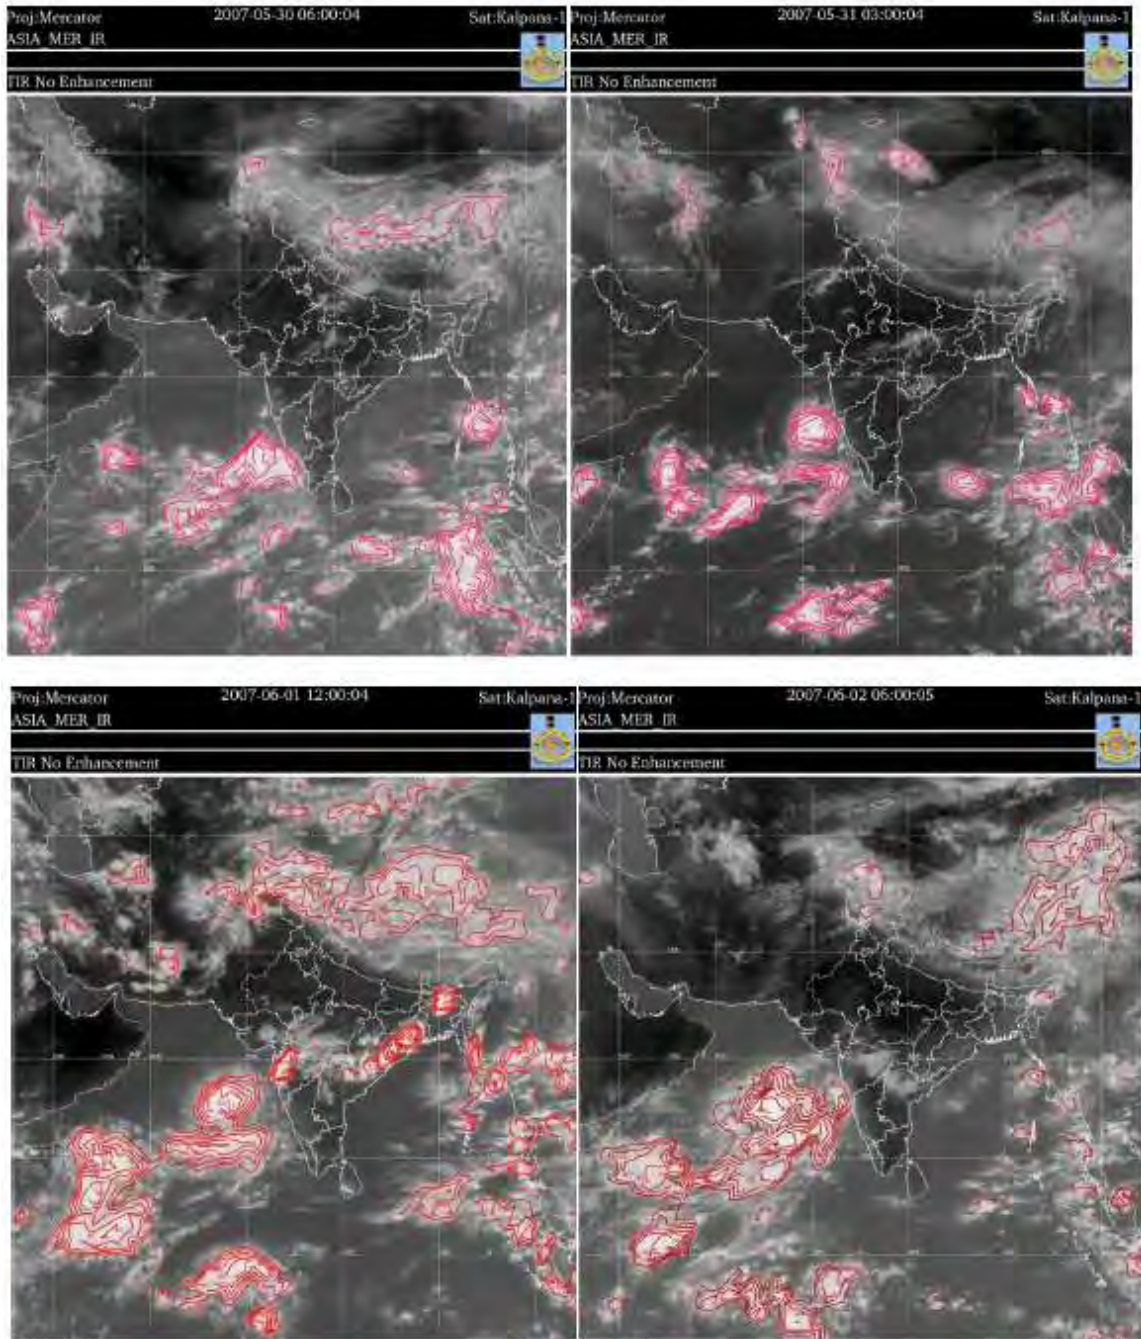 Proj:Mercator 2007-05-30 06:00:04 Sat:Kalpana-1
ASIA_MER_IR
TIR No Enhancement
Proj:Mercator 2007-05-31 03:00:04 Sat:Kalpana-1
ASIA_MER_IR
TIR No Enhancement
Proj:Mercator 2007-06-01 12:00:04 Sat:Kalpana-1
ASIA_MER_IR
TIR No Enhancement
Proj:Mercator 2007-06-02 06:00:05 Sat:Kalpana-1
ASIA_MER_IR
TIR No Enhancement